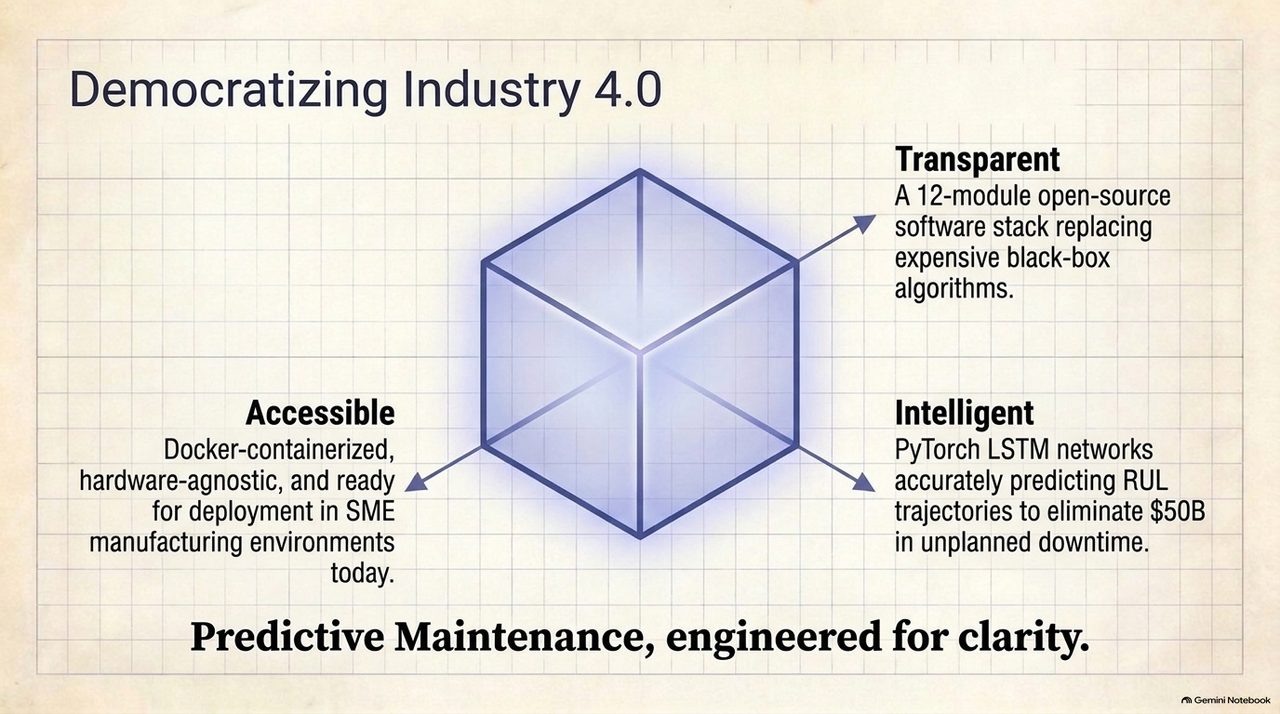 Democratizing Industry 4.0
Transparent
A 12-module open-source
software stack replacing
expensive black-box
algorithms.
Accessible
Docker-containerized,
hardware-agnostic, and ready
for deployment in SME
manufacturing environments
today.
Intelligent
PyTorch LSTM networks
accurately predicting RUL
trajectories to eliminate $50B
in unplanned downtime.
Predictive Maintenance, engineered for clarity.
Gemini Notebook